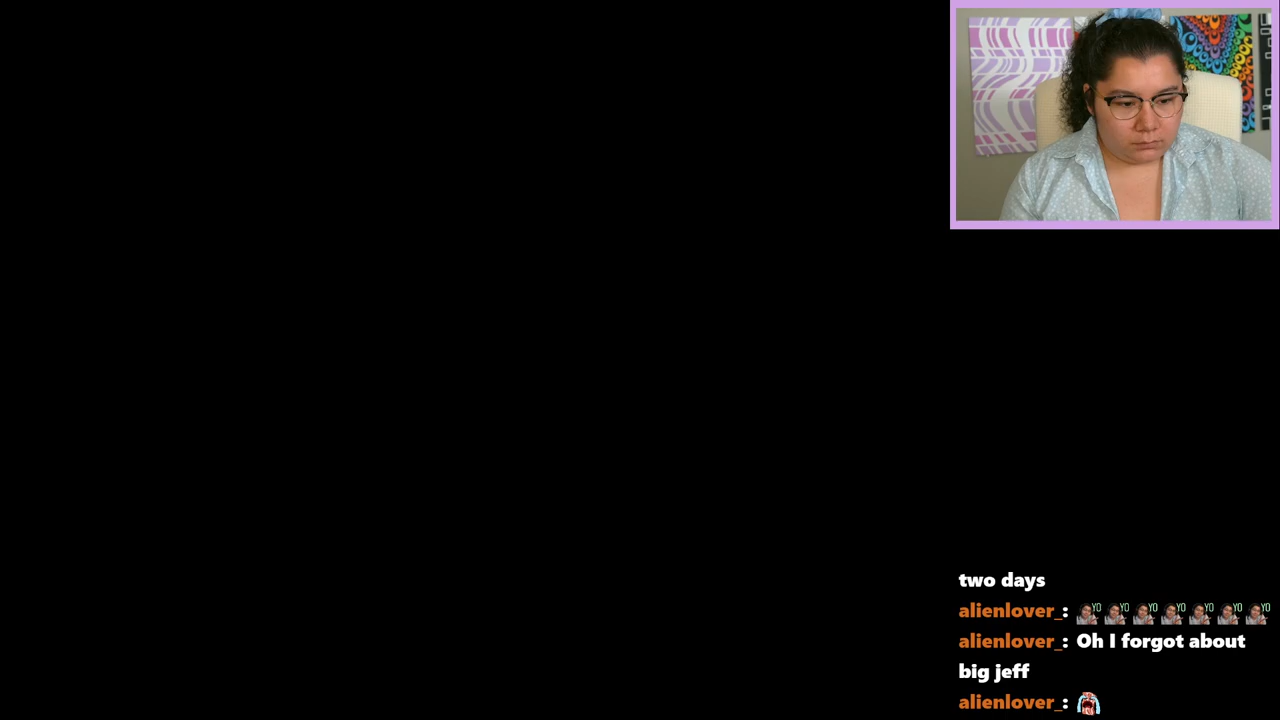 two days
alienlover_:
alienlover_: Oh I forgot about
big jeff
alienlover_: